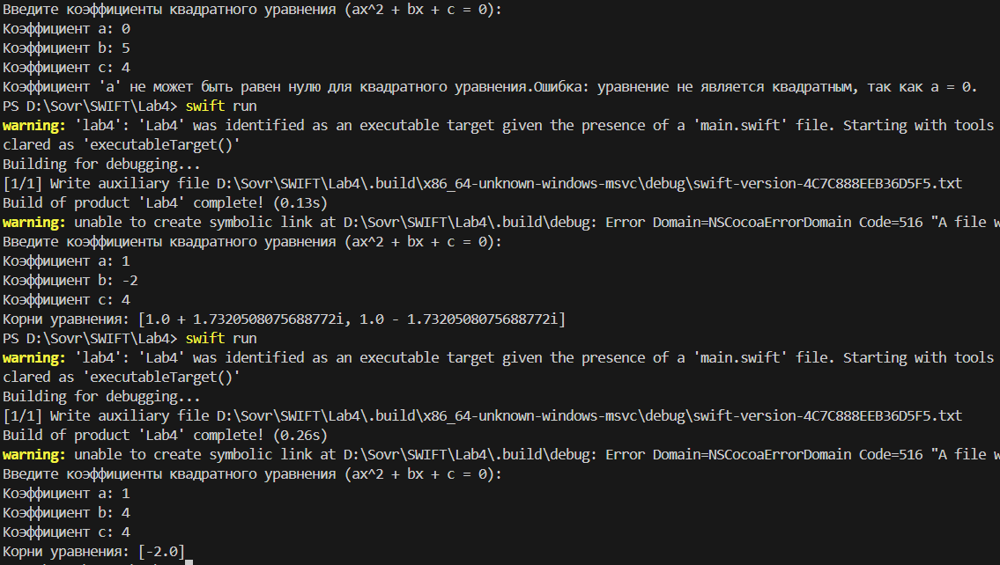 Введите коэффициенты квадратного уравнения (ax^2 + bx + c = 0):
Коэффициент a: 0
Коэффициент b: 5
Коэффициент c: 4
Коэффициент 'a' не может быть равен нулю для квадратного уравнения.Ошибка: уравнение не является квадратным, так как a = 0.
PS D:\Sovr\SWIFT\Lab4> swift run
warning: 'lab4': 'Lab4' was identified as an executable target given the presence of a 'main.swift' file. Starting with tools
clared as 'executableTarget()'
Building for debugging...
[1/1] Write auxiliary file D:\Sovr\SWIFT\Lab4\.build\x86_64-unknown-windows-msvc\debug\swift-version-4C7C888EEB36D5F5.txt
Build of product 'Lab4' complete! (0.13s)
warning: unable to create symbolic link at D:\Sovr\SWIFT\Lab4\.build\debug: Error Domain=NSCocoaErrorDomain Code=516 "A file w
Введите коэффициенты квадратного уравнения (ax^2 + bx + c = 0):
Коэффициент a: 1
Коэффициент b: -2
Коэффициент c: 4
Корни уравнения: [1.0 + 1.7320508075688772i, 1.0 - 1.7320508075688772i]
PS D:\Sovr\SWIFT\Lab4> swift run
warning: 'lab4': 'Lab4' was identified as an executable target given the presence of a 'main.swift' file. Starting with tools
clared as 'executableTarget()'
Building for debugging...
[1/1] Write auxiliary file D:\Sovr\SWIFT\Lab4\.build\x86_64-unknown-windows-msvc\debug\swift-version-4C7C888EEB36D5F5.txt
Build of product 'Lab4' complete! (0.26s)
warning: unable to create symbolic link at D:\Sovr\SWIFT\Lab4\.build\debug: Error Domain=NSCocoaErrorDomain Code=516 "A file w
Введите коэффициенты квадратного уравнения (ax^2 + bx + c = 0):
Коэффициент a: 1
Коэффициент b: 4
Коэффициент c: 4
Корни уравнения: [-2.0]